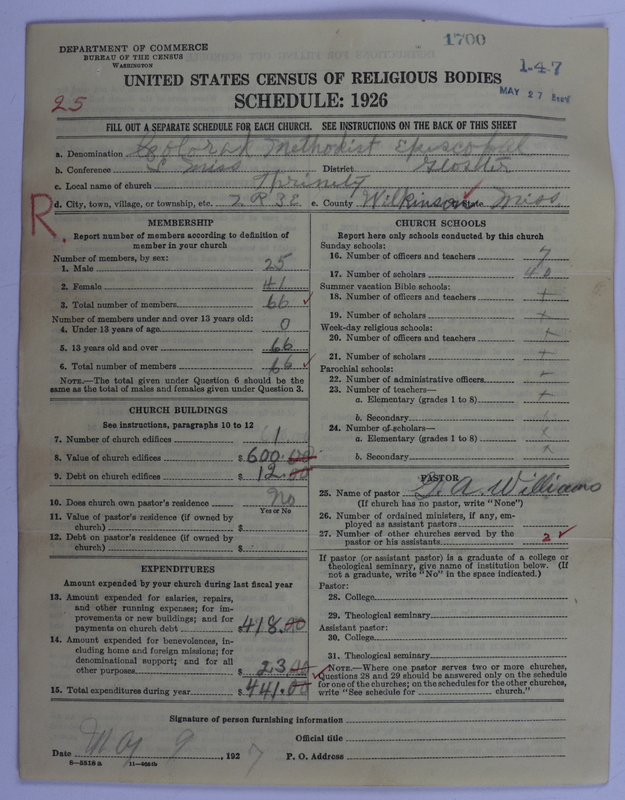 1700
DEPARTMENT OF COMMERCE
BUREAU OF THE CENSUS
WASHINGTON
1-4-7
MAY 27
UNITED STATES CENSUS OF RELIGIOUS BODIES
25
SCHEDULE: 1926
FILL OUT A SEPARATE SCHEDULE FOR EACH CHURCH. SEE INSTRUCTIONS ON THE BACK OF THIS SHEET
a. Denomination Colorad Methodist Episcopal
b. Conference S Miss District Gloster
c. Local name of church Thrinity
d. City, town, village, or township, etc. 2 R 3 E e. County Wilkinson State Miss.
R.
MEMBERSHIP
Report number of members according to definition of
member in your church
Number of members, by sex:
1. Male 25
2. Female 41
3. Total number of members 66
Number of members under and over 13 years old:
4. Under 13 years of age 0
5. 13 years old and over 66
6. Total number of members 66
NOTE.—The total given under Question 6 should be the
same as the total of males and females given under Question 3.
CHURCH BUILDINGS
See instructions, paragraphs 10 to 12
7. Number of church edifices 1
8. Value of church edifices $ 600.00
9. Debt on church edifices $ 12.00
10. Does church own pastor's residence No
Yes or No
11. Value of pastor's residence (if owned by
church) $
12. Debt on pastor's residence (if owned by
church) $
EXPENDITURES
Amount expended by your church during last fiscal year
13. Amount expended for salaries, repairs,
and other running expenses; for im-
provements or new buildings; and for
payments on church debt $ 418.00
14. Amount expended for benevolences, in-
cluding home and foreign missions; for
denominational support; and for all
other purposes $ 23.00
15. Total expenditures during year $ 441.00
CHURCH SCHOOLS
Report here only schools conducted by this church
Sunday schools:
16. Number of officers and teachers 7
17. Number of scholars 40
Summer vacation Bible schools:
18. Number of officers and teachers +
19. Number of scholars +
Week-day religious schools:
20. Number of officers and teachers +
21. Number of scholars +
Parochial schools:
22. Number of administrative officers +
23. Number of teachers—
a. Elementary (grades 1 to 8) +
b. Secondary
24. Number of scholars—
a. Elementary (grades 1 to 8)
b. Secondary
PASTOR
25. Name of pastor A. Williams
(If church has no pastor, write "None")
26. Number of ordained ministers, if any, em-
ployed as assistant pastors
27. Number of other churches served by the
pastor or his assistants 2
If pastor (or assistant pastor) is a graduate of a college or
theological seminary, give name of institution below. (If
not a graduate, write "No" in the space indicated.)
Pastor:
28. College
29. Theological seminary
Assistant pastor:
30. College
31. Theological seminary
NOTE.—Where one pastor serves two or more churches,
Questions 28 and 29 should be answered only on the schedule
for one of the churches; on the schedules for the other churches,
write "See schedule for church."
Signature of person furnishing information
Official title
Date May 9, 1927 P. O. Address
8—5518 a